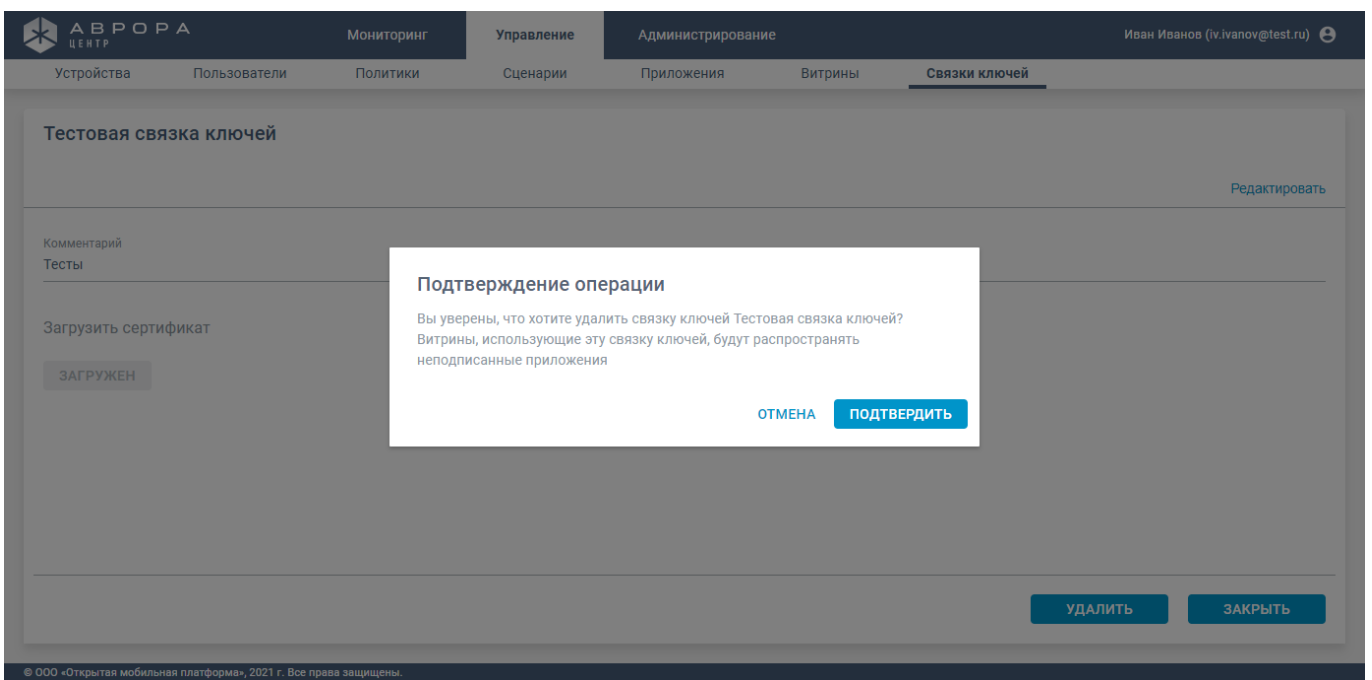 АВРОРА
ЦЕНТР
Мониторинг
Управление
Администрирование
Иван Иванов (iv.ivanov@test.ru)
Устройства
Пользователи
Политики
Сценарии
Приложения
Витрины
Связки ключей
Тестовая связка ключей
Редактировать
Комментарий
Тесты
Загрузить сертификат
ЗАГРУЖЕН
Подтверждение операции
Вы уверены, что хотите удалить связку ключей Тестовая связка ключей?
Витрины, использующие эту связку ключей, будут распространять
неподписанные приложения
ОТМЕНА
ПОДТВЕРДИТЬ
УДАЛИТЬ
ЗАКРЫТЬ
© ООО «Открытая мобильная платформа», 2021 г. Все права защищены.